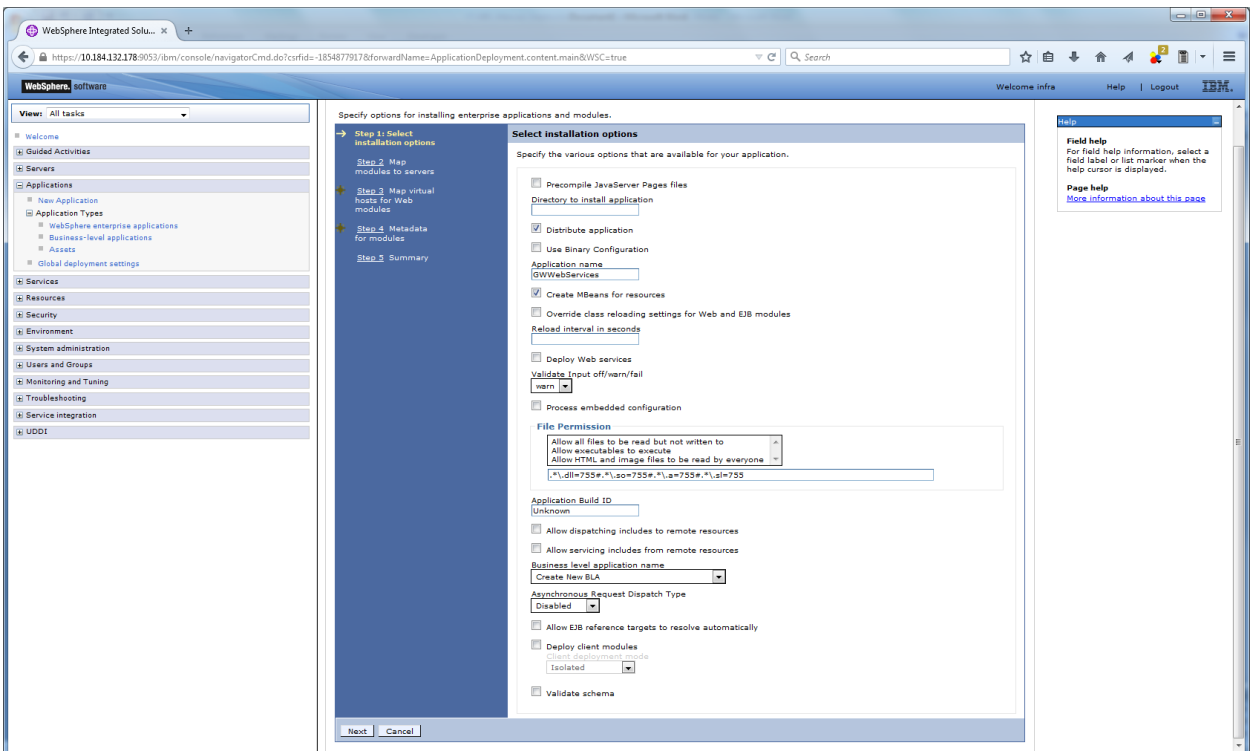 WebSphere Integrated Solu... × +
https://10.184.132.178:9053/ibm/console/navigatorCmd.do?csrfid=-1854877917&forwardName=ApplicationDeployment.content.main&WSC=true
Search
2
WebSphere. software
Welcome infra
Help | Logout
IBM.
View: All tasks
Welcome
Guided Activities
Servers
Applications
New Application
Application Types
WebSphere enterprise applications
Business-level applications
Assets
Global deployment settings
Services
Resources
Security
Environment
System administration
Users and Groups
Monitoring and Tuning
Troubleshooting
Service integration
UDDI
Specify options for installing enterprise applications and modules.
Step 1: Select
installation options
Step 2 Map
modules to servers
Step 3 Map virtual
hosts for Web
modules
Step 4 Metadata
for modules
Step 5 Summary
Select installation options
Specify the various options that are available for your application.
Precompile JavaServer Pages files
Directory to install application
Distribute application
Use Binary Configuration
Application name
GWWebServices
Create MBeans for resources
Override class reloading settings for Web and EJB modules
Reload interval in seconds
Deploy Web services
Validate Input off/warn/fail
warn
Process embedded configuration
File Permission
Allow all files to be read but not written to
Allow executables to execute
Allow HTML and image files to be read by everyone
.*\.dll=755#.*\.so=755#.*\.a=755#.*\.sl=755
Application Build ID
Unknown
Allow dispatching includes to remote resources
Allow servicing includes from remote resources
Business level application name
Create New BLA
Asynchronous Request Dispatch Type
Disabled
Allow EJB reference targets to resolve automatically
Deploy client modules
Client deployment mode
Isolated
Validate schema
Next Cancel
Help
Field help
For field help information, select a
field label or list marker when the
help cursor is displayed.
Page help
More information about this page